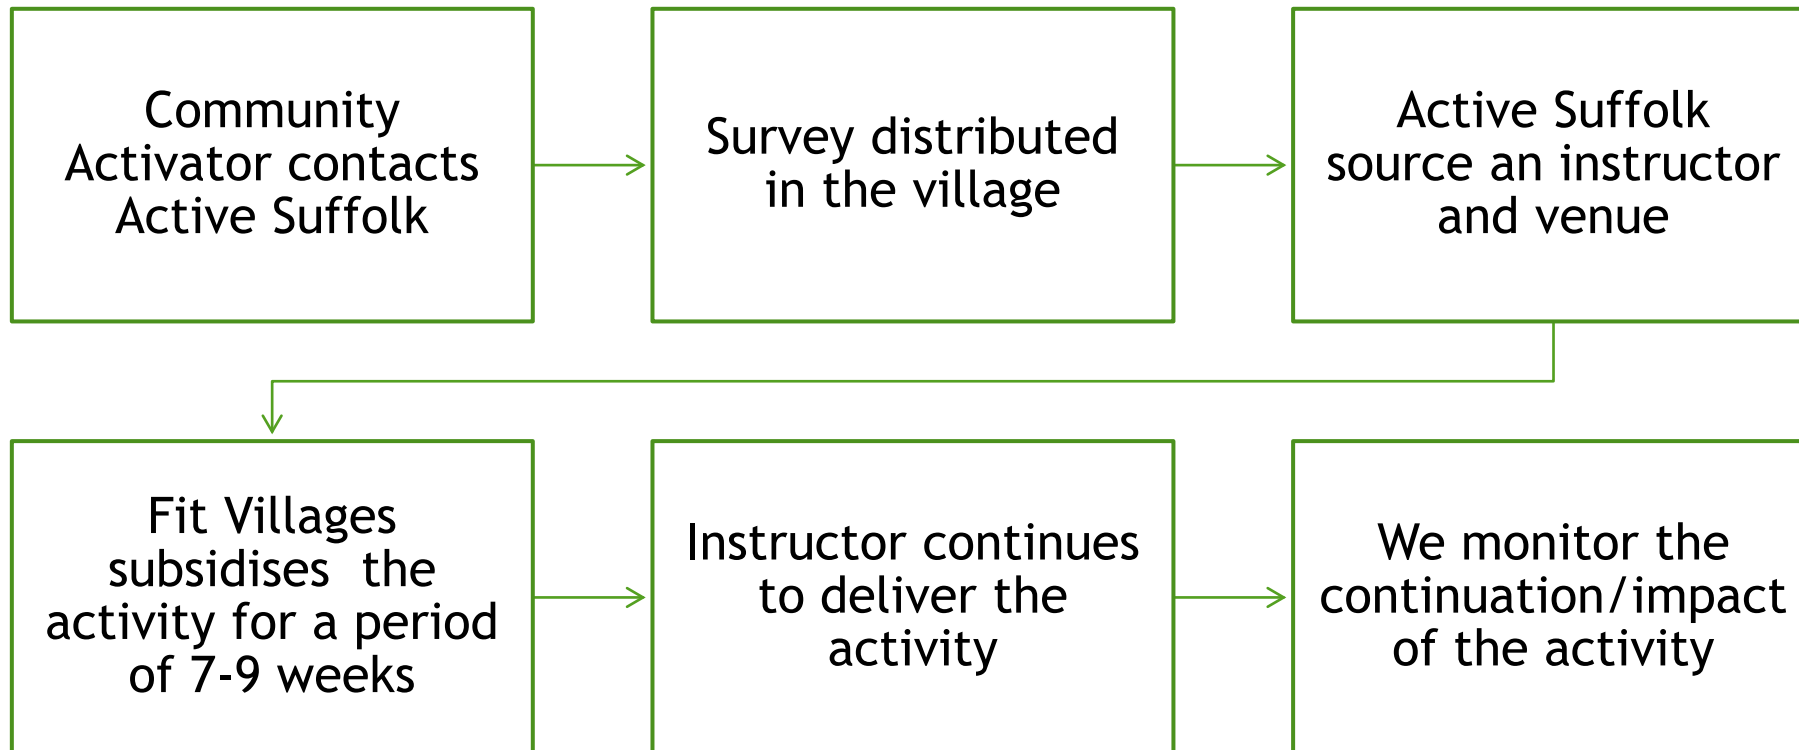 Community
Activator contacts
Active Suffolk
Survey distributed
in the village
Active Suffolk
source an instructor
and venue
Fit Villages
subsidises  the
activity for a period
of 7-9 weeks
Instructor continues
to deliver the
activity
We monitor the
continuation/impact
of the activity